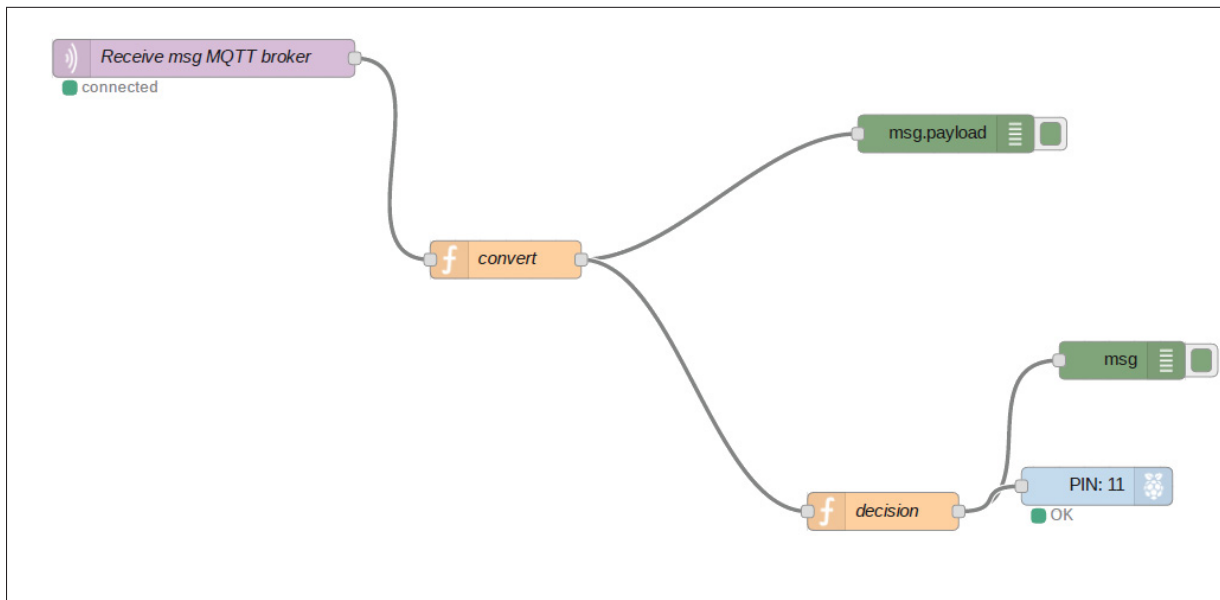 Receive msg MQTT broker
connected
msg.payload
convert
msg
PIN: 11
decision
OK